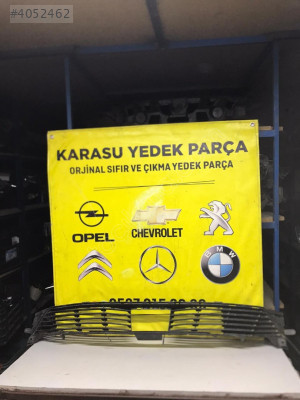 #4052462
KARASU YEDEK PARÇA
ORJİNAL SIFIR VE ÇIKMA YEDEK PARÇA
OPEL
CHEVROLET
BMW